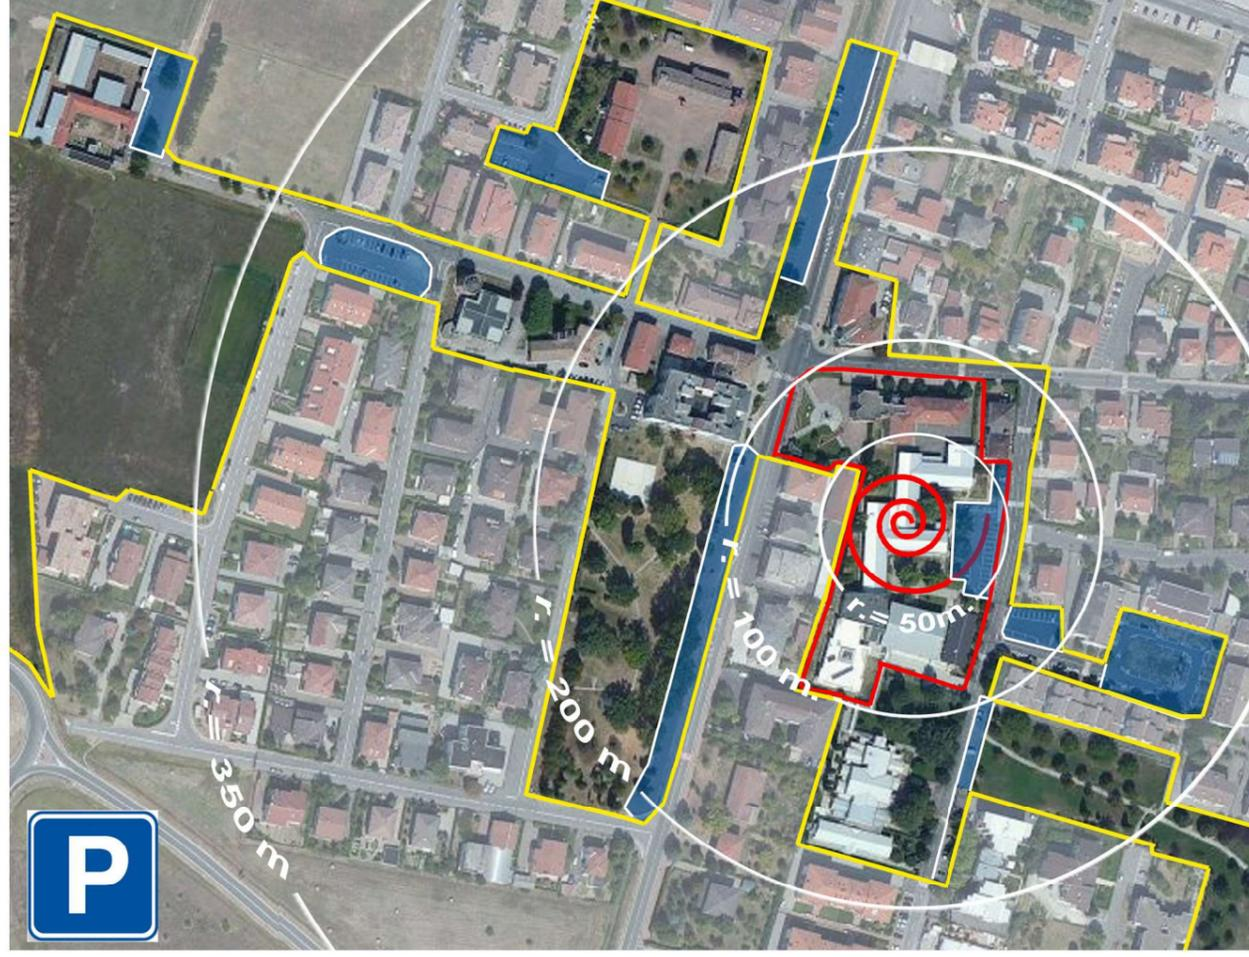 r.= 50m.
r. = 100 m.
r. = 200 m
r. = 350 m
P